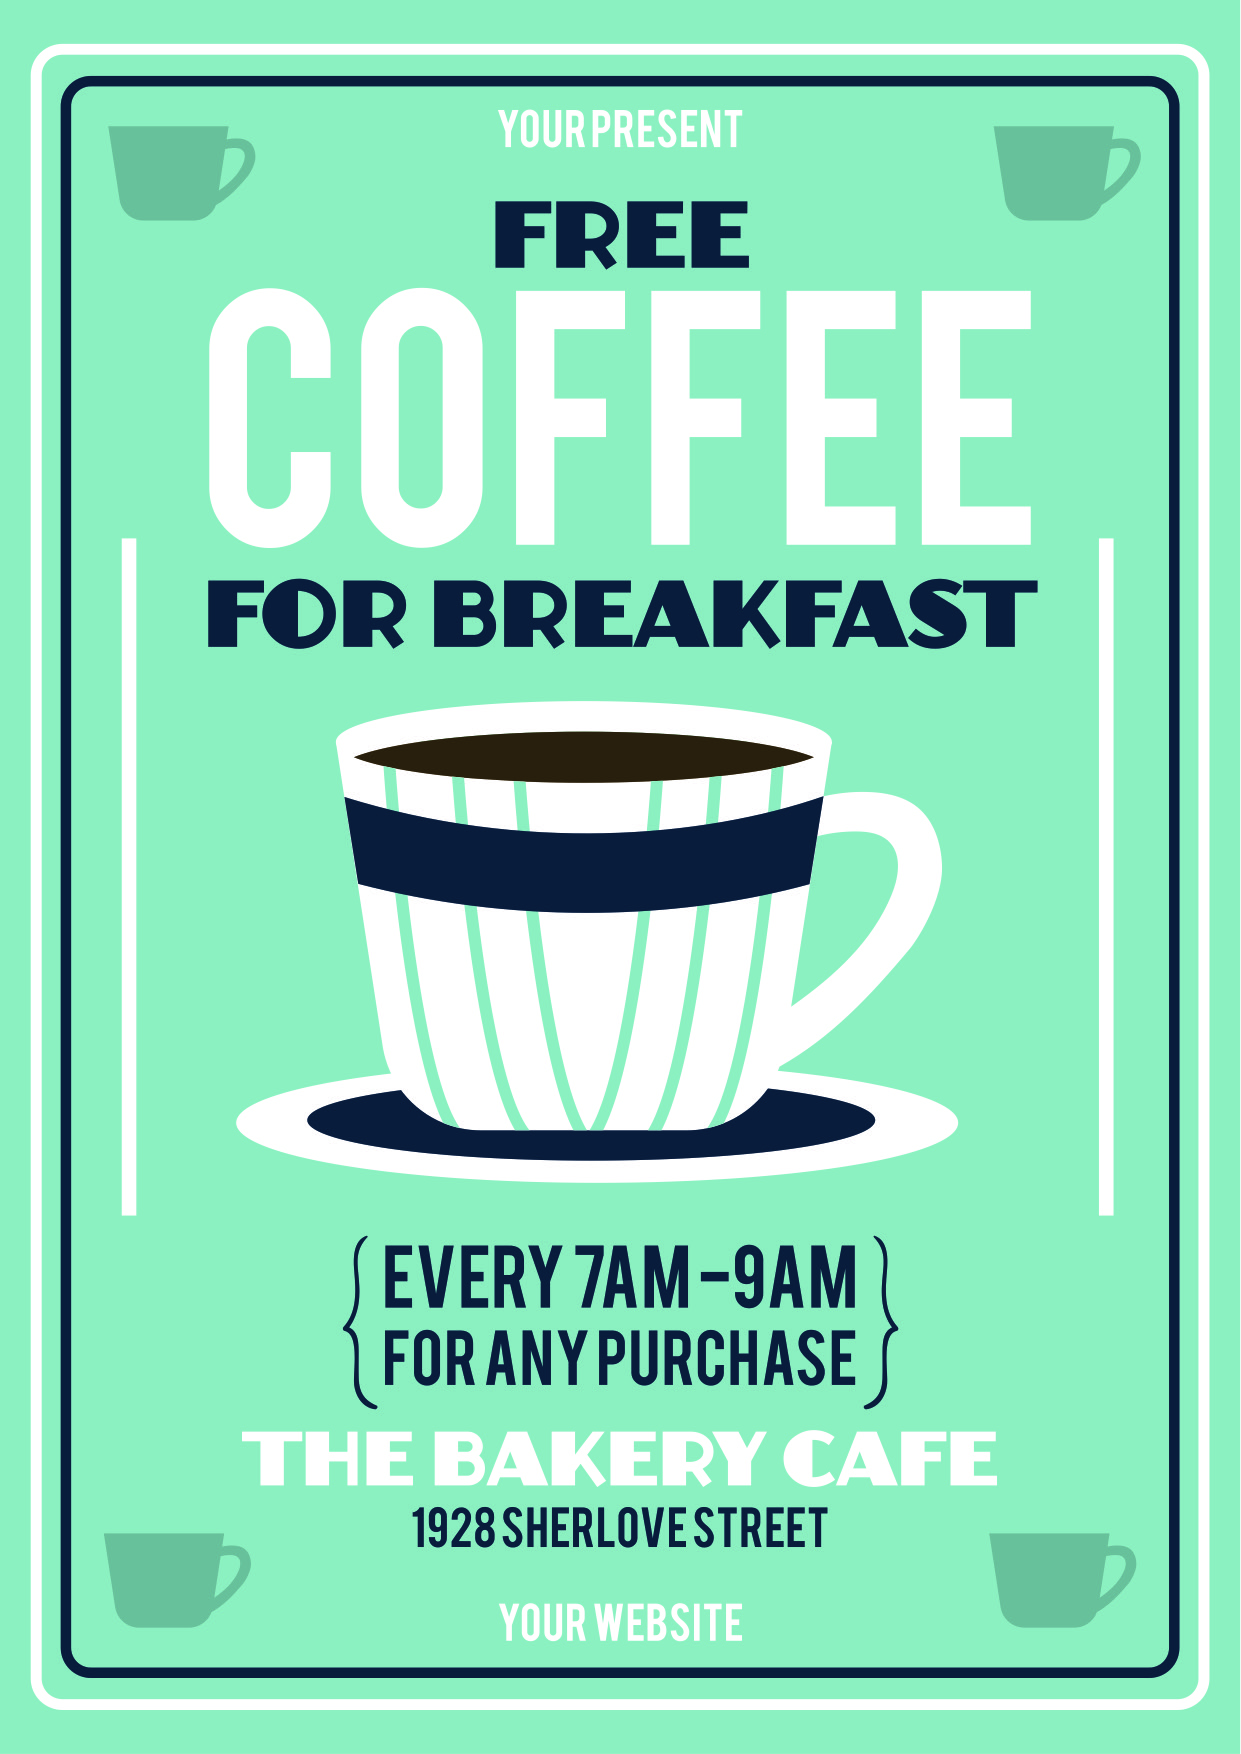 YOUR PRESENT
FREE
COFFEE
FOR BREAKFAST
EVERY 7AM –9AM
FOR ANY PURCHASE
THE BAKERY CAFE
1928 SHERLOVE STREET
YOUR WEBSITE